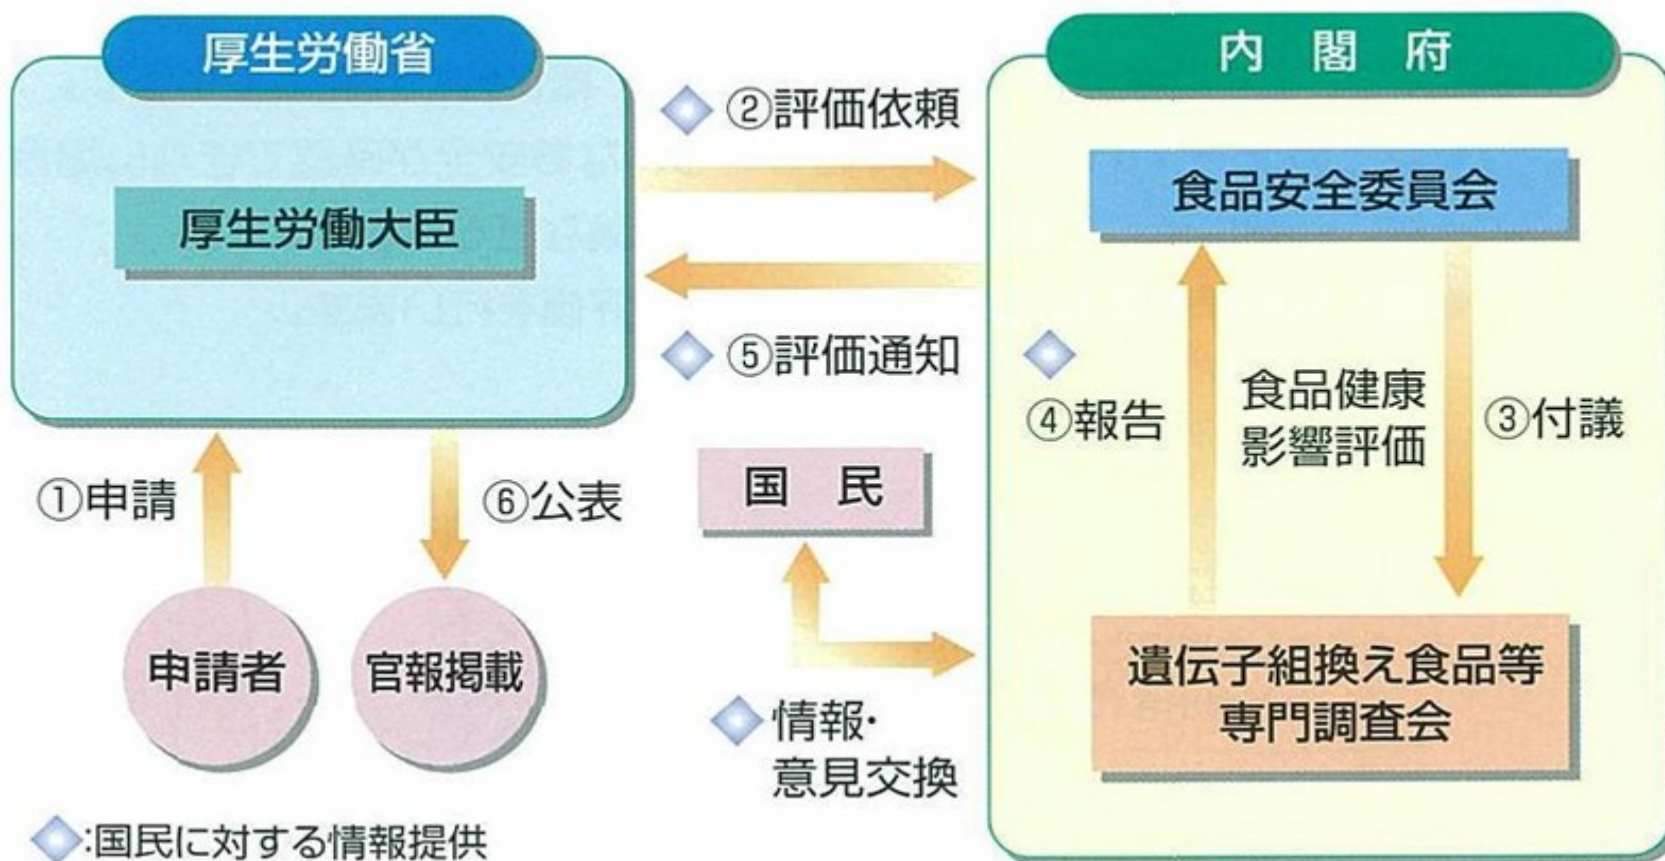 厚生労働省
厚生労働大臣
①申請
⑥公表
申請者
官報掲載
②評価依頼
⑤評価通知
国 民
情報・
意見交換
内 閣 府
食品安全委員会
④報告
食品健康
影響評価
③付議
遺伝子組換え食品等
専門調査会
:国民に対する情報提供